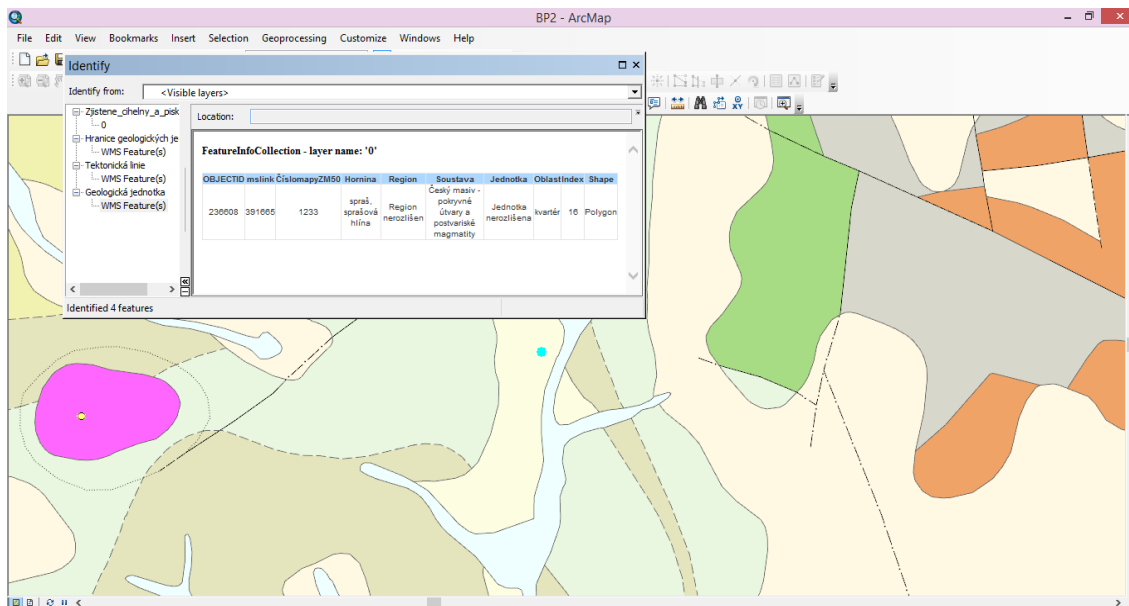 BP2 - ArcMap
File Edit View Bookmarks Insert Selection Geoprocessing Customize Windows Help
Identify
Identify from: <Visible layers>
Zjistene_cihelny_a_pisk
0
Hranice geologických je
WMS Feature(s)
Tektonická linie
WMS Feature(s)
Geologická jednotka
WMS Feature(s)
Location:
FeatureInfoCollection - layer name: '0'
OBJECTID mslink ČíslomapyZM50 Hornina Region Soustava Jednotka Oblast Index Shape
236608 391665 1233 spraš, sprašová hlína Region nerozlišen Český masiv - pokryvné útvary a postvariské magmatity Jednotka nerozlišena kvartér 16 Polygon
Identified 4 features
XY